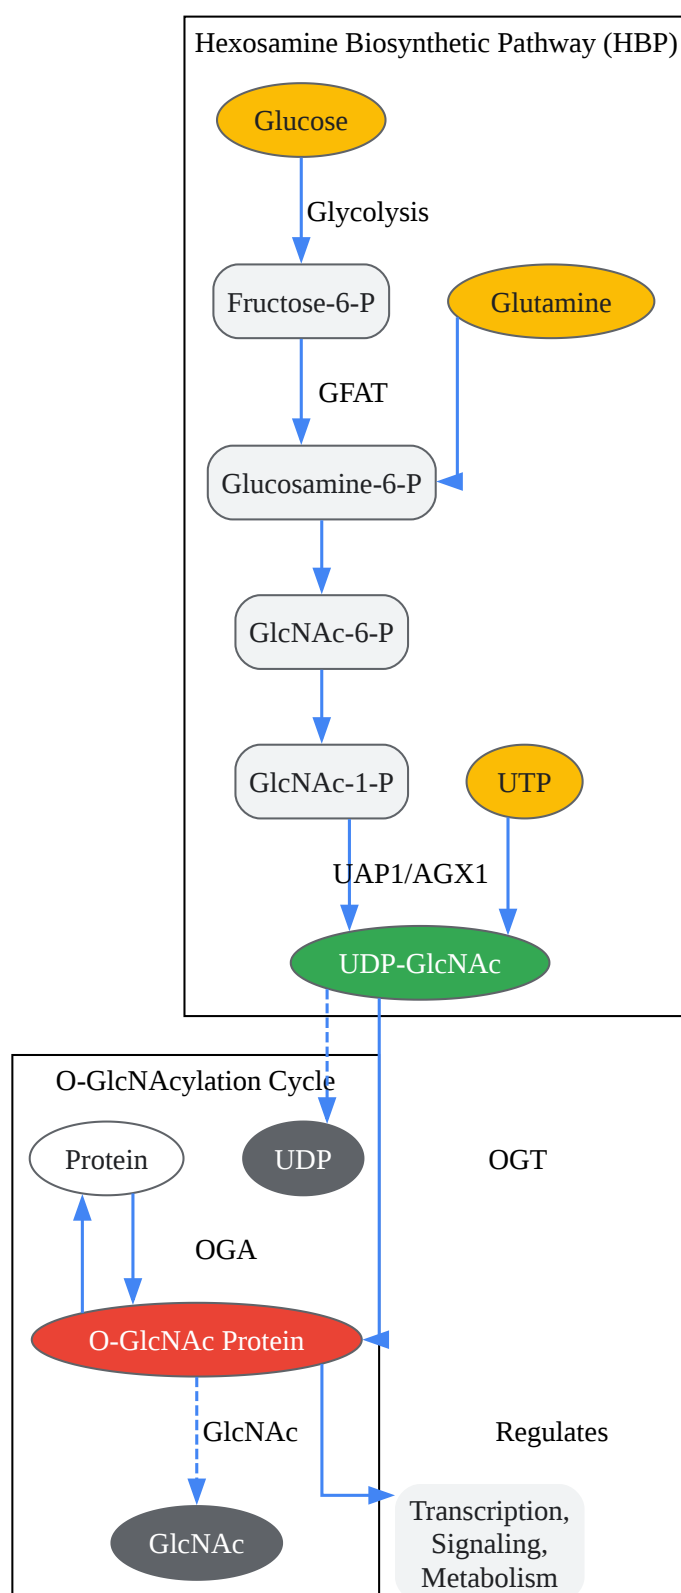 Hexosamine Biosynthetic Pathway (HBP)
Glucose
Glycolysis
Fructose-6-P
Glutamine
GFAT
Glucosamine-6-P
GlcNAc-6-P
GlcNAc-1-P
UTP
UAP1/AGX1
UDP-GlcNAc
O-GlcNAcylation Cycle
Protein
UDP
OGT
OGA
O-GlcNAc Protein
GlcNAc
Regulates
GlcNAc
Transcription,
Signaling,
Metabolism